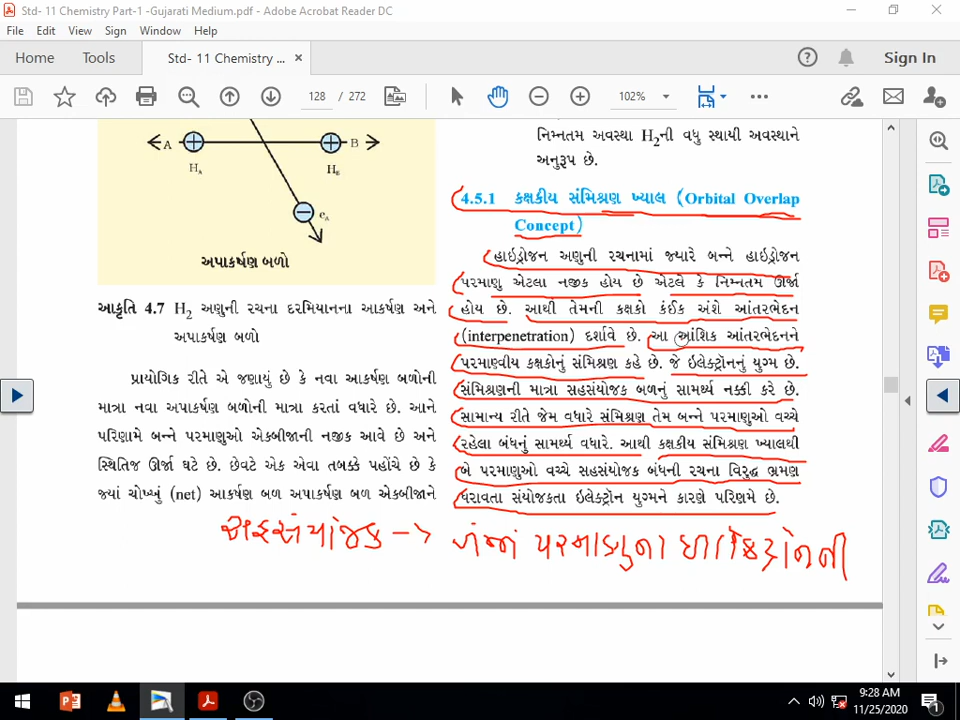 Std- 11 Chemistry Part-1 -Gujarati Medium.pdf - Adobe Acrobat Reader DC
File Edit View Sign Window Help
Home Tools Std- 11 Chemistry ... × Sign In
128 / 272 102%
A B
H_A H_B
e_A
અપાકર્ષણ બળો
આકૃતિ 4.7 H₂ અણુની રચના દરમિયાનના આકર્ષણ અને
અપાકર્ષણ બળો
પ્રાયોગિક રીતે એ જણાયું છે કે નવા આકર્ષણ બળોની
માત્રા નવા અપાકર્ષણ બળોની માત્રા કરતાં વધારે છે. આને
પરિણામે બન્ને પરમાણુઓ એકબીજાની નજીક આવે છે અને
સ્થિતિજ ઊર્જા ઘટે છે. છેવટે એક એવા તબક્કે પહોંચે છે કે
જ્યાં ચોખ્ખું (net) આકર્ષણ બળ અપાકર્ષણ બળ એકબીજાને
નિમ્નતમ અવસ્થા H₂ની વધુ સ્થાયી અવસ્થાને
અનુરૂપ છે.
4.5.1 કક્ષકીય સંમિશ્રણ ખ્યાલ (Orbital Overlap
Concept)
હાઇડ્રોજન અણુની રચનામાં જ્યારે બન્ને હાઇડ્રોજન
પરમાણુ એટલા નજીક હોય છે એટલે કે નિમ્નતમ ઊર્જા
હોય છે. આથી તેમની કક્ષકો કંઈક અંશે આંતરભેદન
(interpenetration) દર્શાવે છે. આ આંશિક આંતરભેદનને
પરમાણ્વીય કક્ષકોનું સંમિશ્રણ કહે છે. જે ઇલેક્ટ્રૉનનું યુગ્મ છે.
સંમિશ્રણની માત્રા સહસંયોજક બળનું સામર્થ્ય નક્કી કરે છે.
સામાન્ય રીતે જેમ વધારે સંમિશ્રણ તેમ બન્ને પરમાણુઓ વચ્ચે
રહેલા બંધનું સામર્થ્ય વધારે. આથી કક્ષકીય સંમિશ્રણ ખ્યાલથી
બે પરમાણુઓ વચ્ચે સહસંયોજક બંધની રચના વિરુદ્ધ ભ્રમણ
ધરાવતા સંયોજકતા ઇલેક્ટ્રૉન યુગ્મને કારણે પરિણમે છે.
સહસંયોજક → બંન્ને પરમાણુના ઇલેક્ટ્રોનની
9:28 AM
11/25/2020